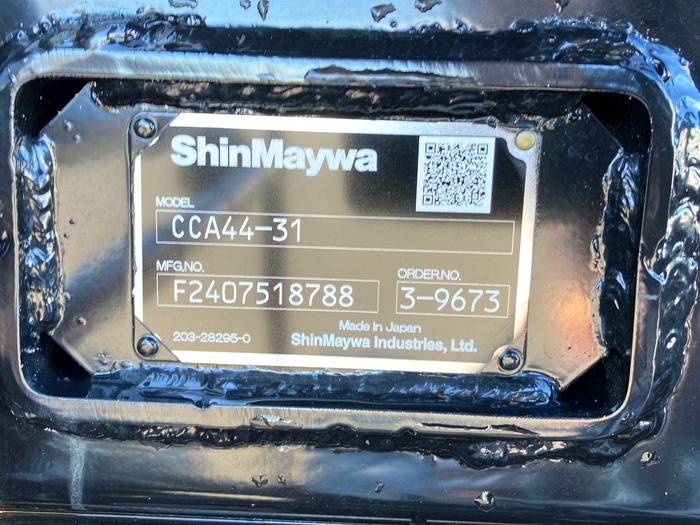 ShinMaywa
MODEL
CCA44-31
MFG.NO.
F2407518788
ORDER.NO.
3-9673
Made in Japan
203-28295-0
ShinMaywa Industries, Ltd.